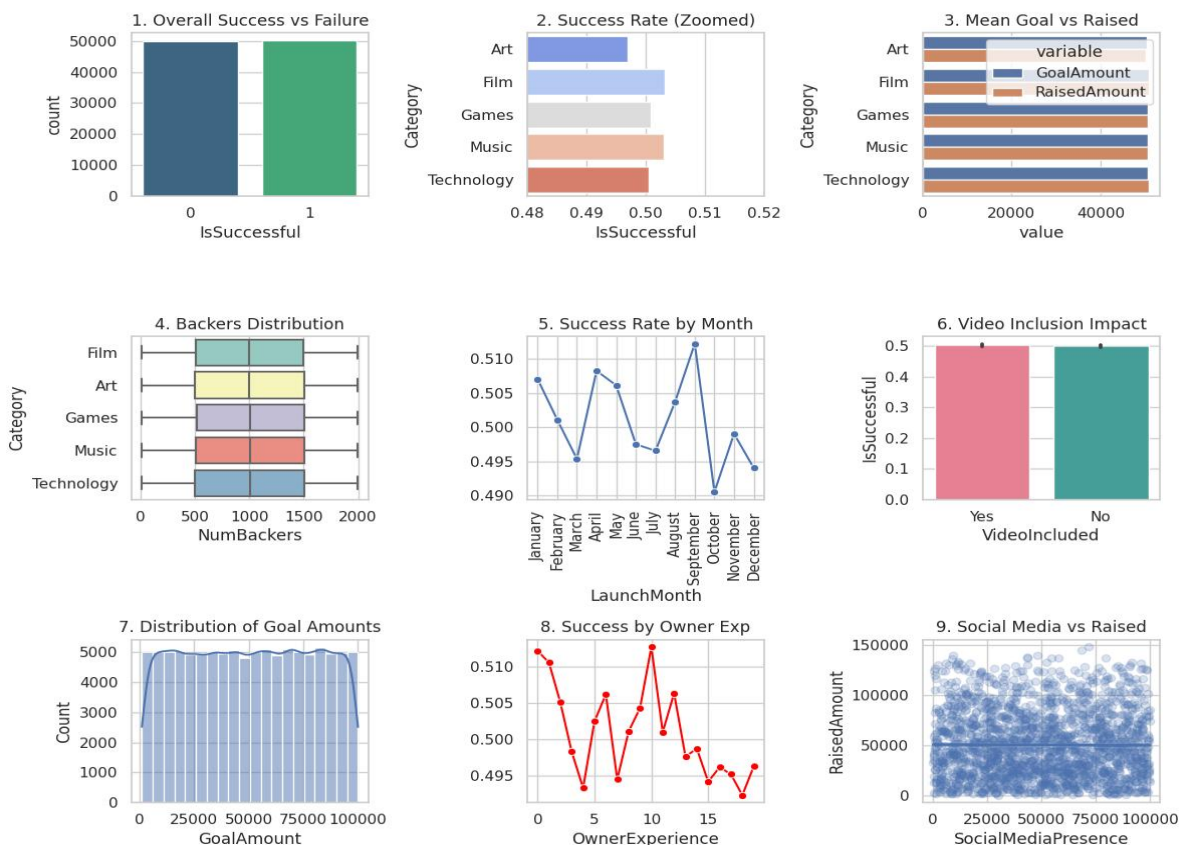 1. Overall Success vs Failure
50000
40000
30000
20000
10000
0
count
0 1
IsSuccessful
2. Success Rate (Zoomed)
Art
Film
Games
Music
Technology
Category
0.48 0.49 0.50 0.51 0.52
IsSuccessful
3. Mean Goal vs Raised
Art
Film
Games
Music
Technology
Category
variable
GoalAmount
RaisedAmount
0 20000 40000
value
4. Backers Distribution
Film
Art
Games
Music
Technology
Category
0 500 1000 1500 2000
NumBackers
5. Success Rate by Month
0.510
0.505
0.500
0.495
0.490
January
February
March
April
May
June
July
August
September
October
November
December
LaunchMonth
6. Video Inclusion Impact
0.5
0.4
0.3
0.2
0.1
0.0
IsSuccessful
Yes No
VideoIncluded
7. Distribution of Goal Amounts
5000
4000
3000
2000
1000
0
Count
0 25000 50000 75000 100000
GoalAmount
8. Success by Owner Exp
0.510
0.505
0.500
0.495
0 5 10 15
OwnerExperience
9. Social Media vs Raised
150000
100000
50000
0
RaisedAmount
0 25000 50000 75000 100000
SocialMediaPresence